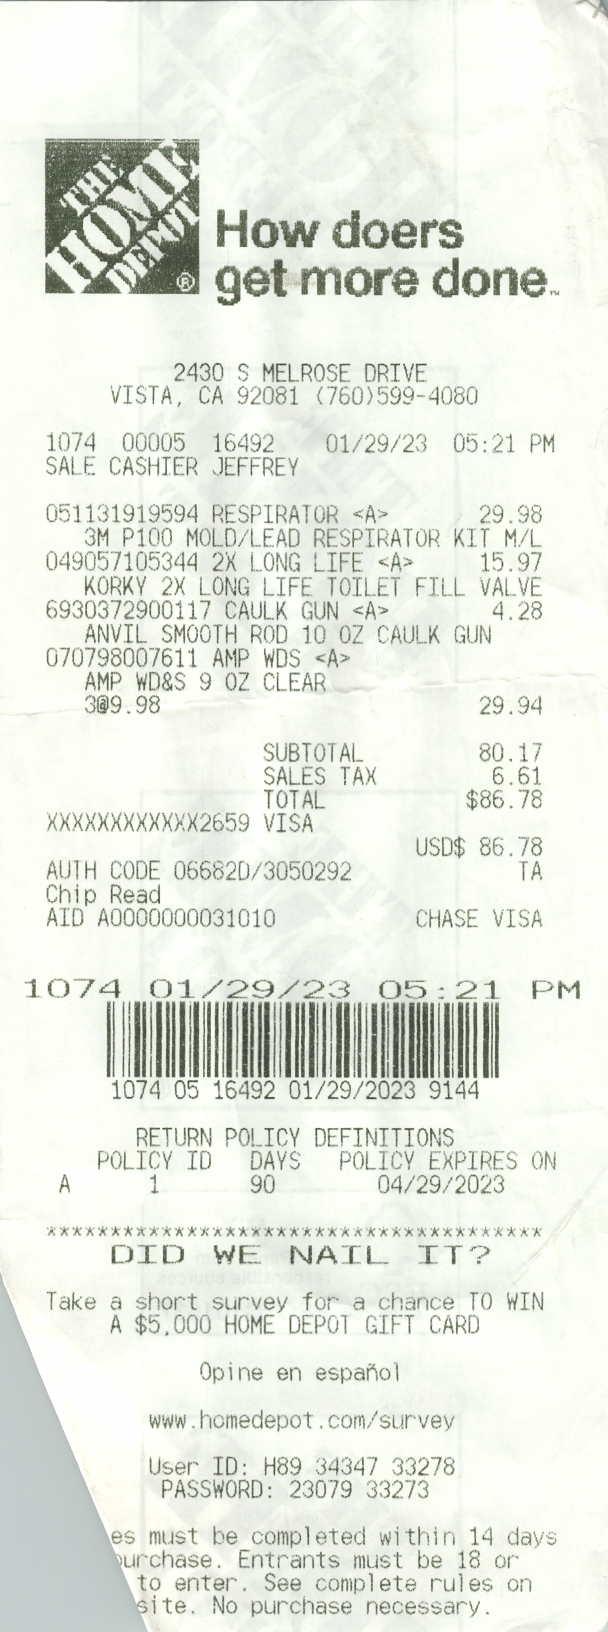 THE
HOME
DEPOT
®
How doers
get more done.™
2430 S MELROSE DRIVE
VISTA, CA 92081 (760)599-4080
1074 00005 16492 01/29/23 05:21 PM
SALE CASHIER JEFFREY
051131919594 RESPIRATOR <A> 29.98
3M P100 MOLD/LEAD RESPIRATOR KIT M/L
049057105344 2X LONG LIFE <A> 15.97
KORKY 2X LONG LIFE TOILET FILL VALVE
6930372900117 CAULK GUN <A> 4.28
ANVIL SMOOTH ROD 10 OZ CAULK GUN
070798007611 AMP WDS <A>
AMP WD&S 9 OZ CLEAR
3@9.98 29.94
SUBTOTAL 80.17
SALES TAX 6.61
TOTAL $86.78
XXXXXXXXXXXX2659 VISA
USD$ 86.78
AUTH CODE 06682D/3050292 TA
Chip Read
AID A0000000031010 CHASE VISA
1074 01/29/23 05:21 PM
1074 05 16492 01/29/2023 9144
RETURN POLICY DEFINITIONS
POLICY ID DAYS POLICY EXPIRES ON
A 1 90 04/29/2023
***************************************
DID WE NAIL IT?
Take a short survey for a chance TO WIN
A $5,000 HOME DEPOT GIFT CARD
Opine en español
www.homedepot.com/survey
User ID: H89 34347 33278
PASSWORD: 23079 33273
es must be completed within 14 days
purchase. Entrants must be 18 or
to enter. See complete rules on
site. No purchase necessary.